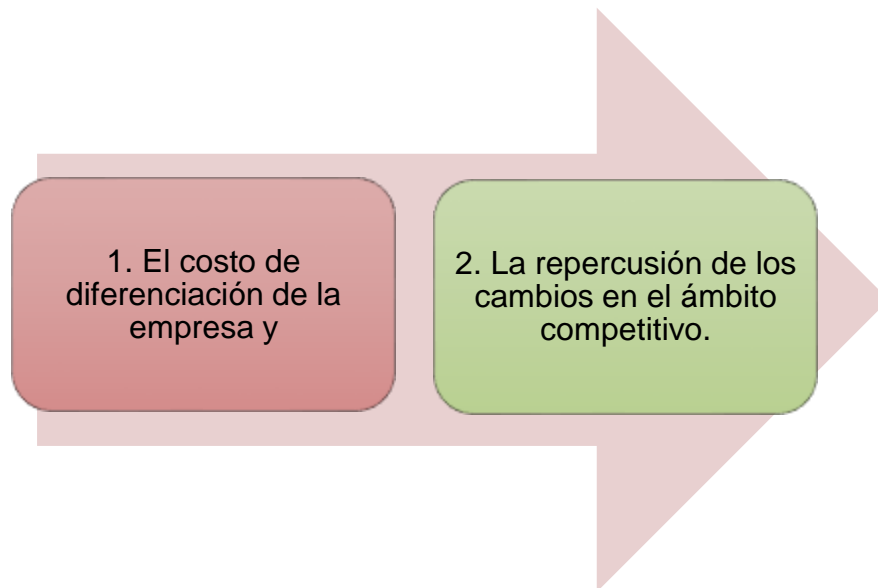 1. El costo de
diferenciación de la
empresa y
2. La repercusión de los
cambios en el ámbito
competitivo.